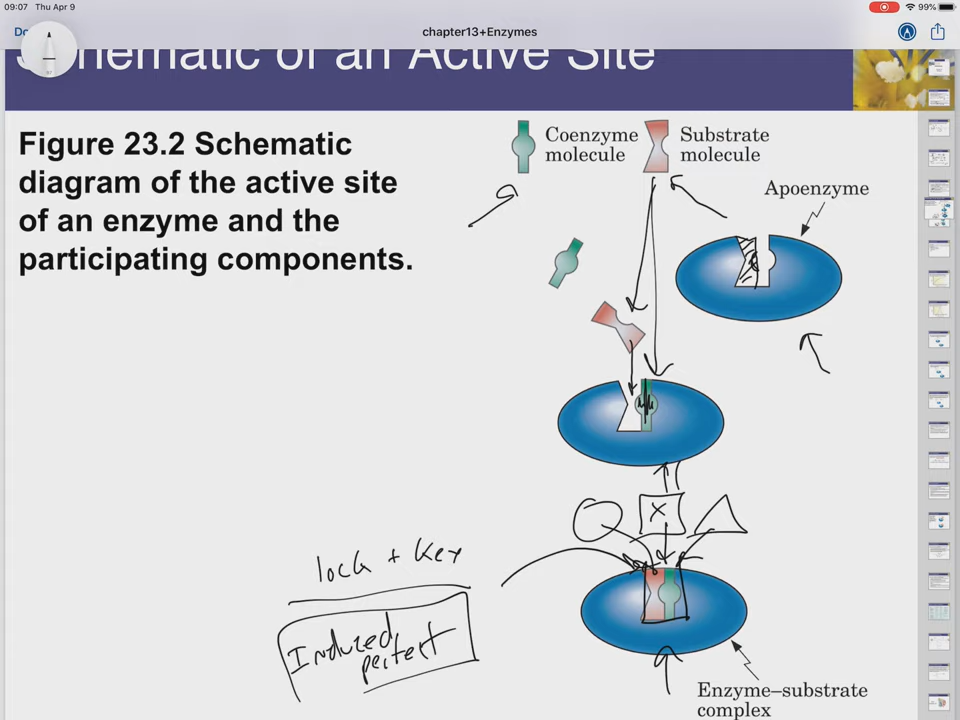 09:07 Thu Apr 9
99%
chapter13+Enzymes
Schematic of an Active Site
Figure 23.2 Schematic
diagram of the active site
of an enzyme and the
participating components.
Coenzyme
molecule
Substrate
molecule
Apoenzyme
X
lock + Key
Induced
Enzyme–substrate
complex